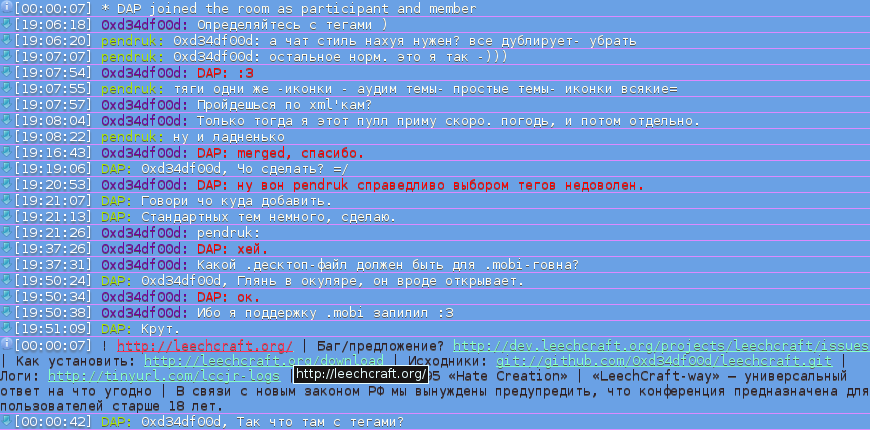 [00:00:07] * DAP joined the room as participant and member
[19:06:18] 0xd34df00d: Определяйтесь с тегами )
[19:06:20] pendruk: 0xd34df00d: а чат стиль нахуя нужен? все дублирует- убрать
[19:07:07] pendruk: 0xd34df00d: остальное норм. это я так -)))
[19:07:54] 0xd34df00d: DAP: :3
[19:07:55] pendruk: тяги одни же -иконки - аудим темы- простые темы- иконки всякие=
[19:07:57] 0xd34df00d: Пройдёшься по xml'кам?
[19:08:04] 0xd34df00d: Только тогда я этот пулл приму скоро. погодь, и потом отдельно.
[19:08:22] pendruk: ну и ладненько
[19:16:43] 0xd34df00d: DAP: merged, спасибо.
[19:19:06] DAP: 0xd34df00d, Чо сделать? =/
[19:20:53] 0xd34df00d: DAP: ну вон pendruk справедливо выбором тегов недоволен.
[19:21:07] DAP: Говори чо куда добавить.
[19:21:13] DAP: Стандартных тем немного, сделаю.
[19:21:26] 0xd34df00d: pendruk:
[19:37:26] 0xd34df00d: DAP: хей.
[19:37:31] 0xd34df00d: Какой .десктоп-файл должен быть для .mobi-говна?
[19:50:24] DAP: 0xd34df00d, Глянь в окуляре, он вроде открывает.
[19:50:34] 0xd34df00d: DAP: ок.
[19:50:38] 0xd34df00d: Ибо я поддержку .mobi запилил :3
[19:51:09] DAP: Крут.
[00:00:07] ! http://leechcraft.org/ | Баг/предложение? http://dev.leechcraft.org/projects/leechcraft/issues
| Как установить: http://leechcraft.org/download | Исходники: git://github.com/0xd34df00d/leechcraft.git |
Логи: http://tinyurl.com/lccjr-logs | http://leechcraft.org/ 5 «Hate Creation» | «LeechCraft-way» — универсальный
ответ на что угодно | В связи с новым законом РФ мы вынуждены предупредить, что конференция предназначена для
пользователей старше 18 лет.
[00:00:42] DAP: 0xd34df00d, Так что там с тегами?